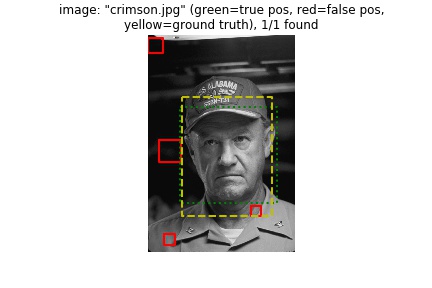 image: "crimson.jpg" (green=true pos, red=false pos,
yellow=ground truth), 1/1 found
ALABAMA